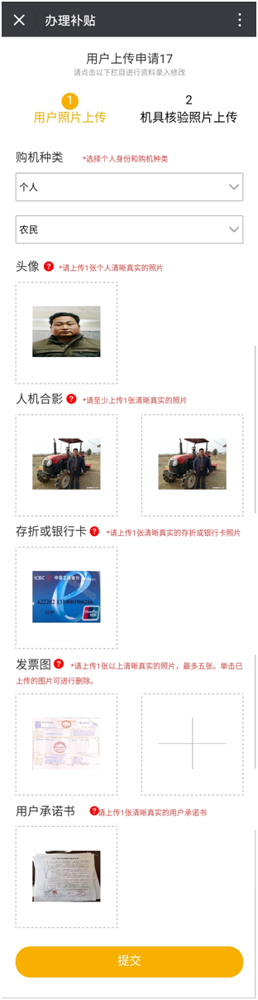 办理补贴
用户上传申请17
请点击以下栏目进行资料录入修改
1
2
用户照片上传
机具核验照片上传
购机种类
*选择个人身份和购机种类
个人
农民
头像
?
*请上传1张个人清晰真实的照片
人机合影
?
*请至少上传1张清晰真实的照片
存折或银行卡
?
*请上传1张清晰真实的存折或银行卡照片
ICBC
中国工商银行
发票图
?
*请上传1张以上清晰真实的照片，最多五张。单击已
上传的图片可进行删除。
用户承诺书
?
请上传1张清晰真实的用户承诺书
提交